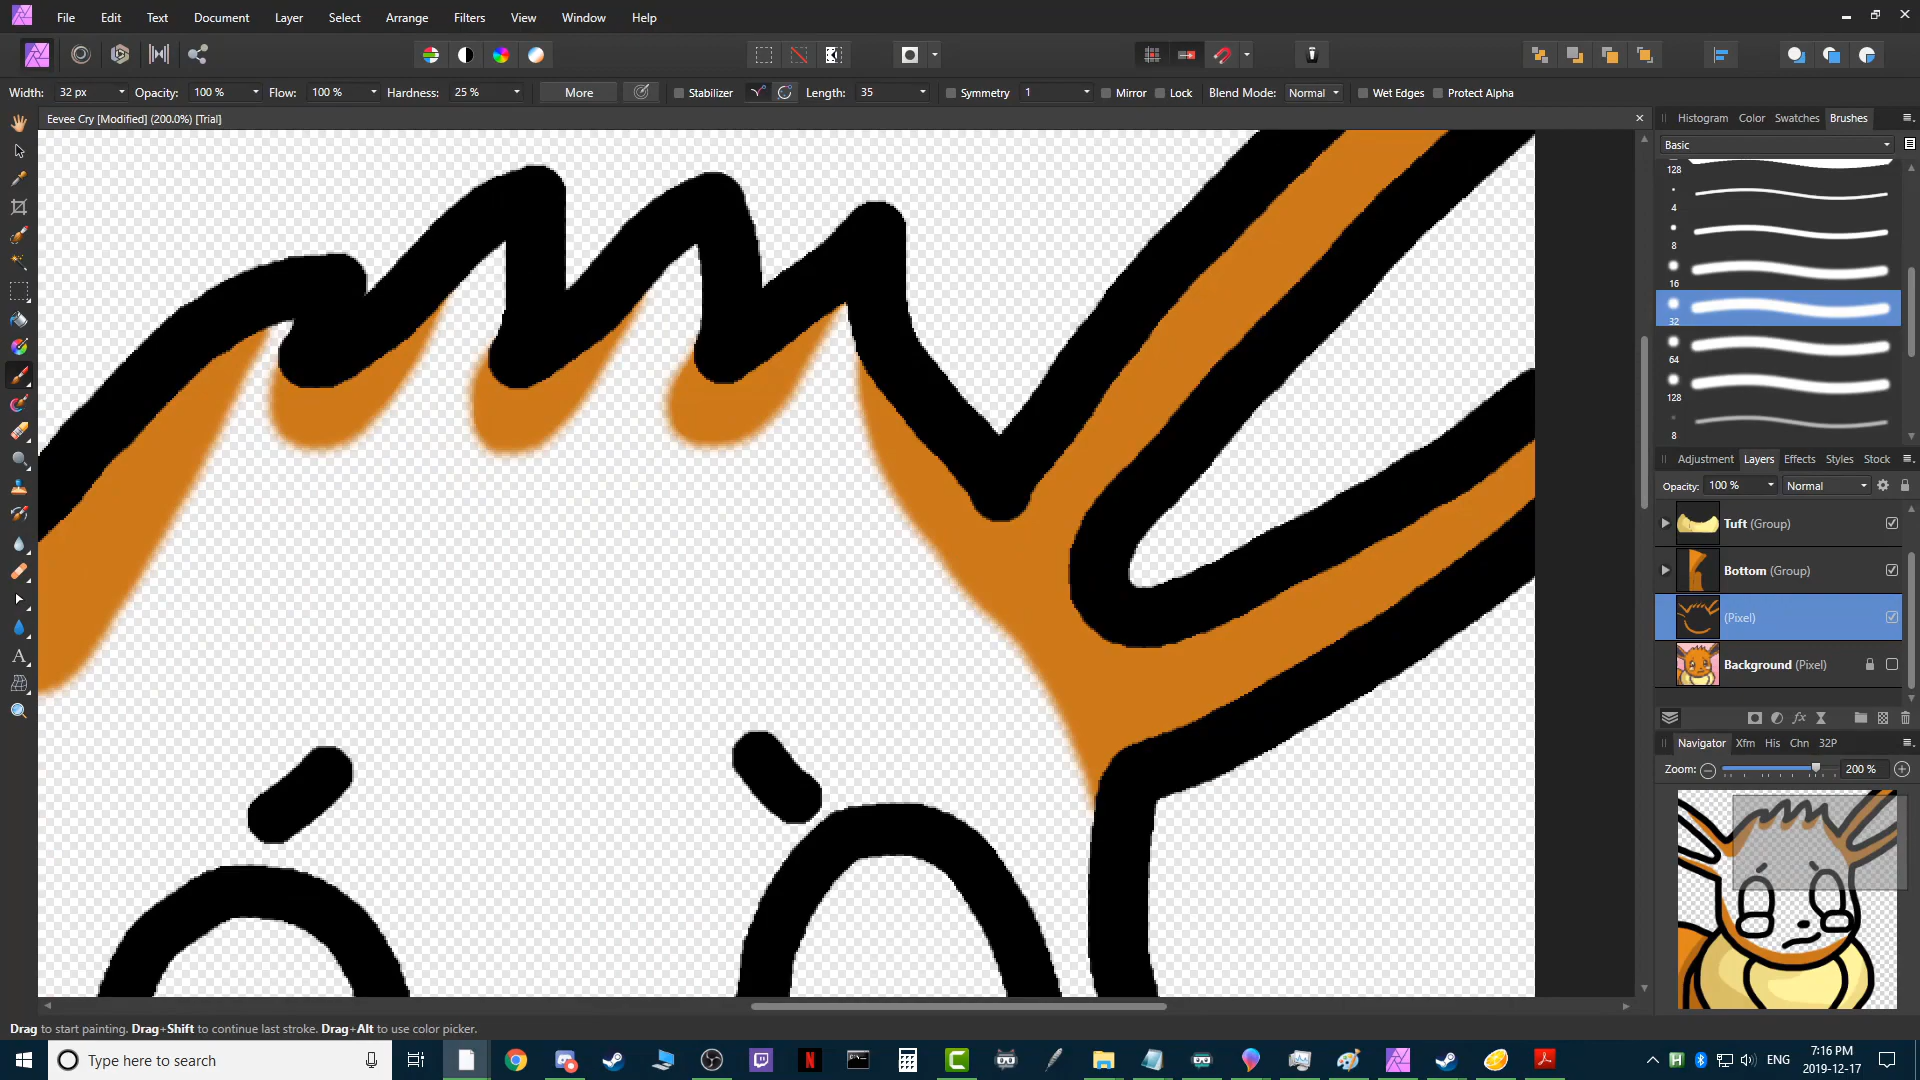 File Edit Text Document Layer Select Arrange Filters View Window Help
Width: 32 px Opacity: 100 % Flow: 100 % Hardness: 25 % More Stabilizer Length: 35 Symmetry 1 Mirror Lock Blend Mode: Normal Wet Edges Protect Alpha
Eevee Cry [Modified] (200.0%) [Trial]
Histogram Color Swatches Brushes
Basic
128
4
8
16
32
64
128
8
Adjustment Layers Effects Styles Stock
Opacity: 100 % Normal
Tuft (Group)
Bottom (Group)
(Pixel)
Background (Pixel)
Navigator Xfm His Chn 32P
Zoom: 200 %
Drag to start painting. Drag+Shift to continue last stroke. Drag+Alt to use color picker.
Type here to search
ENG
7:16 PM
2019-12-17